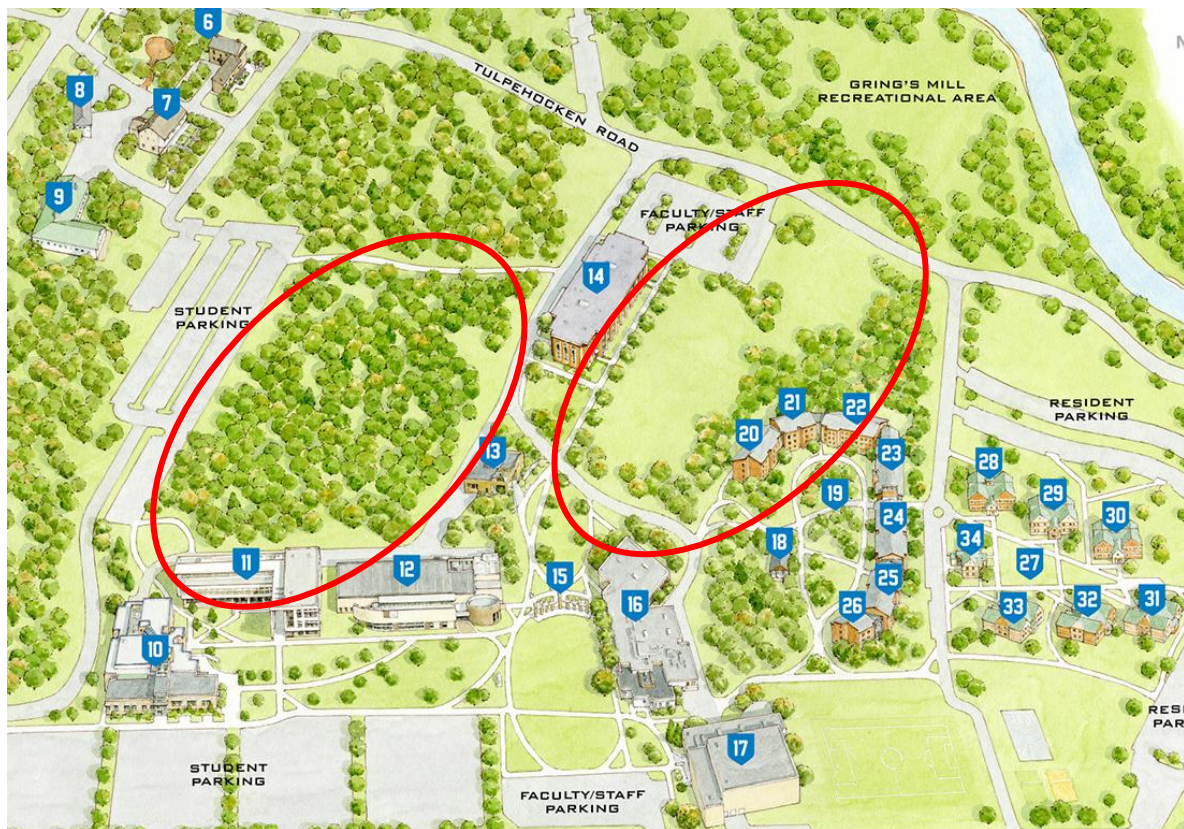 6
N
8
TULPEHOCKEN ROAD
GRING'S MILL
RECREATIONAL AREA
7
9
FACULTY/STAFF
PARKING
14
STUDENT
PARKING
21
22
RESIDENT
PARKING
20
23
13
28
19
29
24
30
18
34
11
12
15
27
25
16
26
33
32
31
10
RES
PAR
17
STUDENT
PARKING
FACULTY/STAFF
PARKING